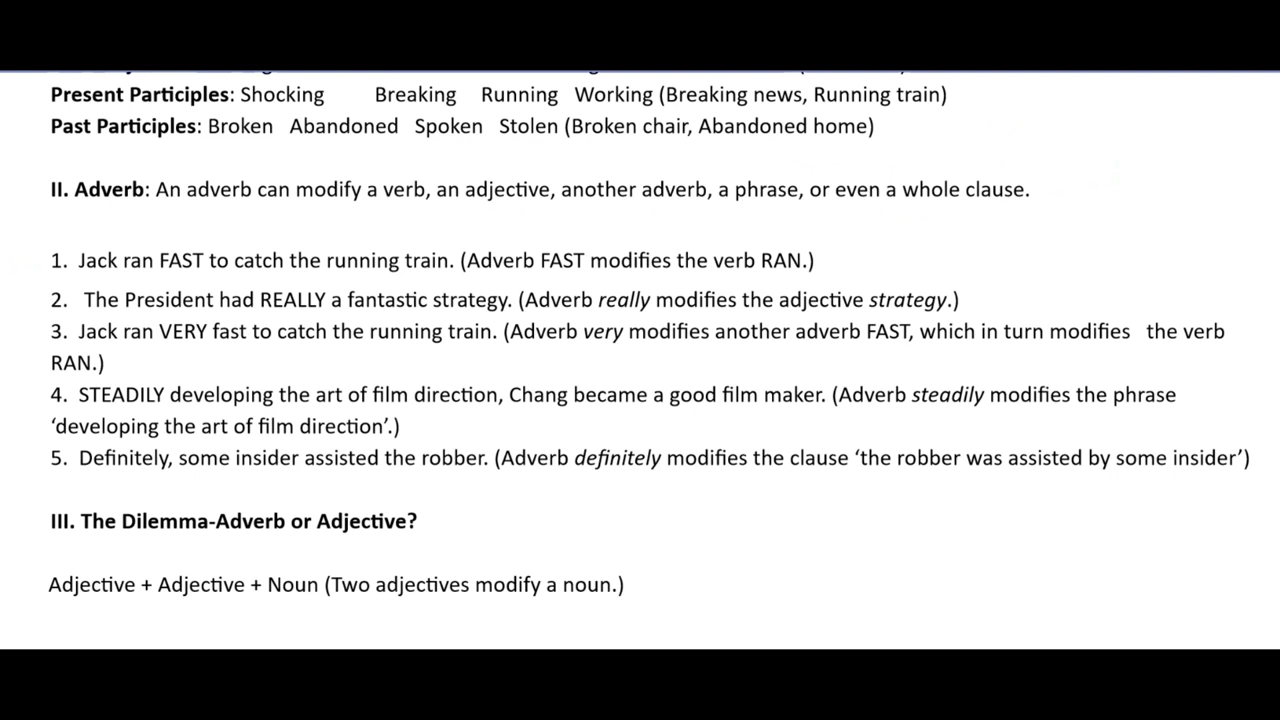 Present Participles: Shocking Breaking Running Working (Breaking news, Running train)
Past Participles: Broken Abandoned Spoken Stolen (Broken chair, Abandoned home)
II. Adverb: An adverb can modify a verb, an adjective, another adverb, a phrase, or even a whole clause.
1. Jack ran FAST to catch the running train. (Adverb FAST modifies the verb RAN.)
2. The President had REALLY a fantastic strategy. (Adverb really modifies the adjective strategy.)
3. Jack ran VERY fast to catch the running train. (Adverb very modifies another adverb FAST, which in turn modifies the verb
RAN.)
4. STEADILY developing the art of film direction, Chang became a good film maker. (Adverb steadily modifies the phrase
‘developing the art of film direction’.)
5. Definitely, some insider assisted the robber. (Adverb definitely modifies the clause ‘the robber was assisted by some insider’)
III. The Dilemma-Adverb or Adjective?
Adjective + Adjective + Noun (Two adjectives modify a noun.)